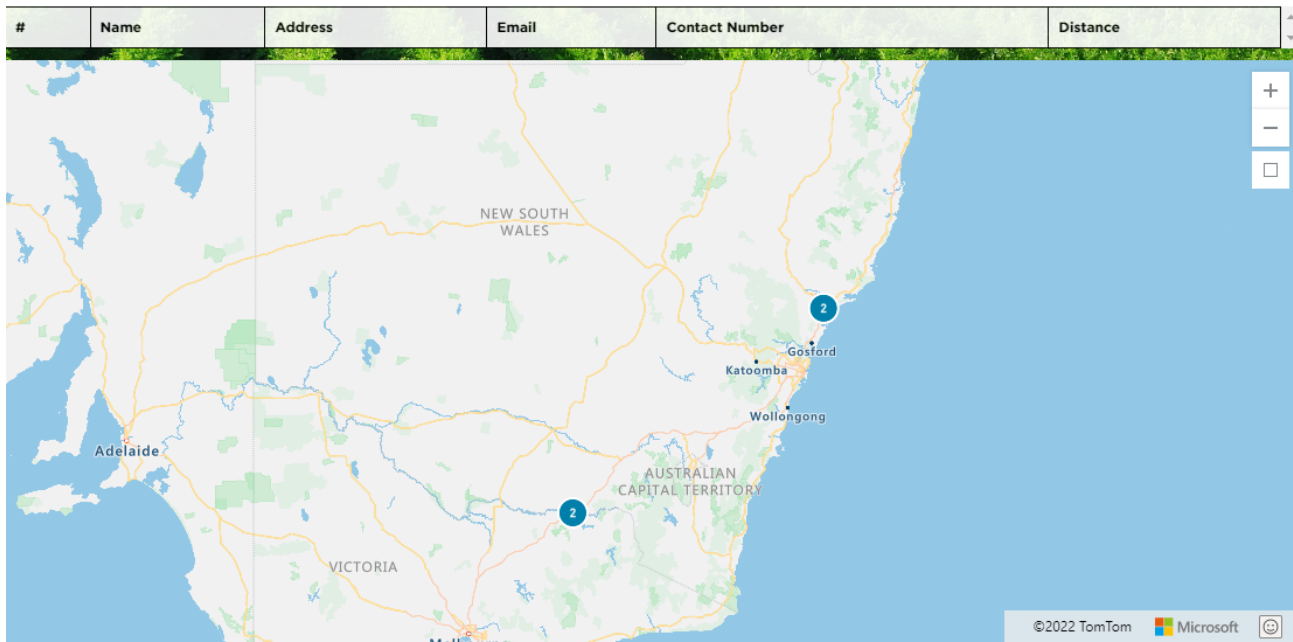 # Name Address Email Contact Number Distance
NEW SOUTH
WALES
2
Gosford
Katoomba
Wollongong
Adelaide
AUSTRALIAN
CAPITAL TERRITORY
2
VICTORIA
©2022 TomTom Microsoft